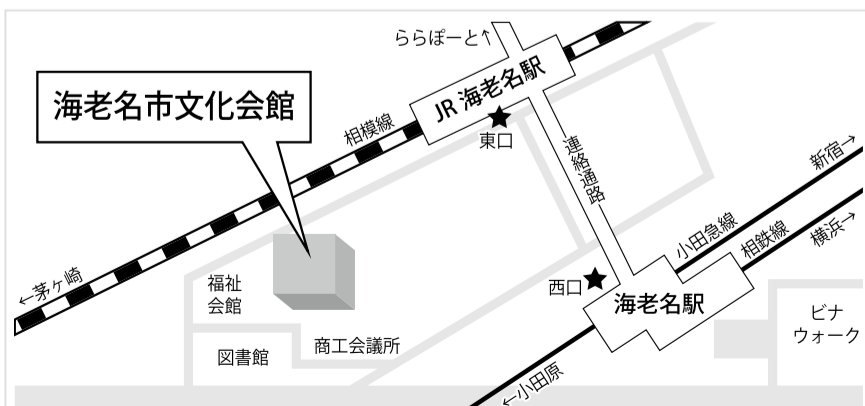 ららぽーと↑
JR 海老名駅
海老名市文化会館
相模線
東口
連絡通路
新宿→
小田急線
相鉄線
横浜→
←茅ヶ崎
福祉
会館
西口
海老名駅
ビナ
ウォーク
図書館
商工会議所
←小田原